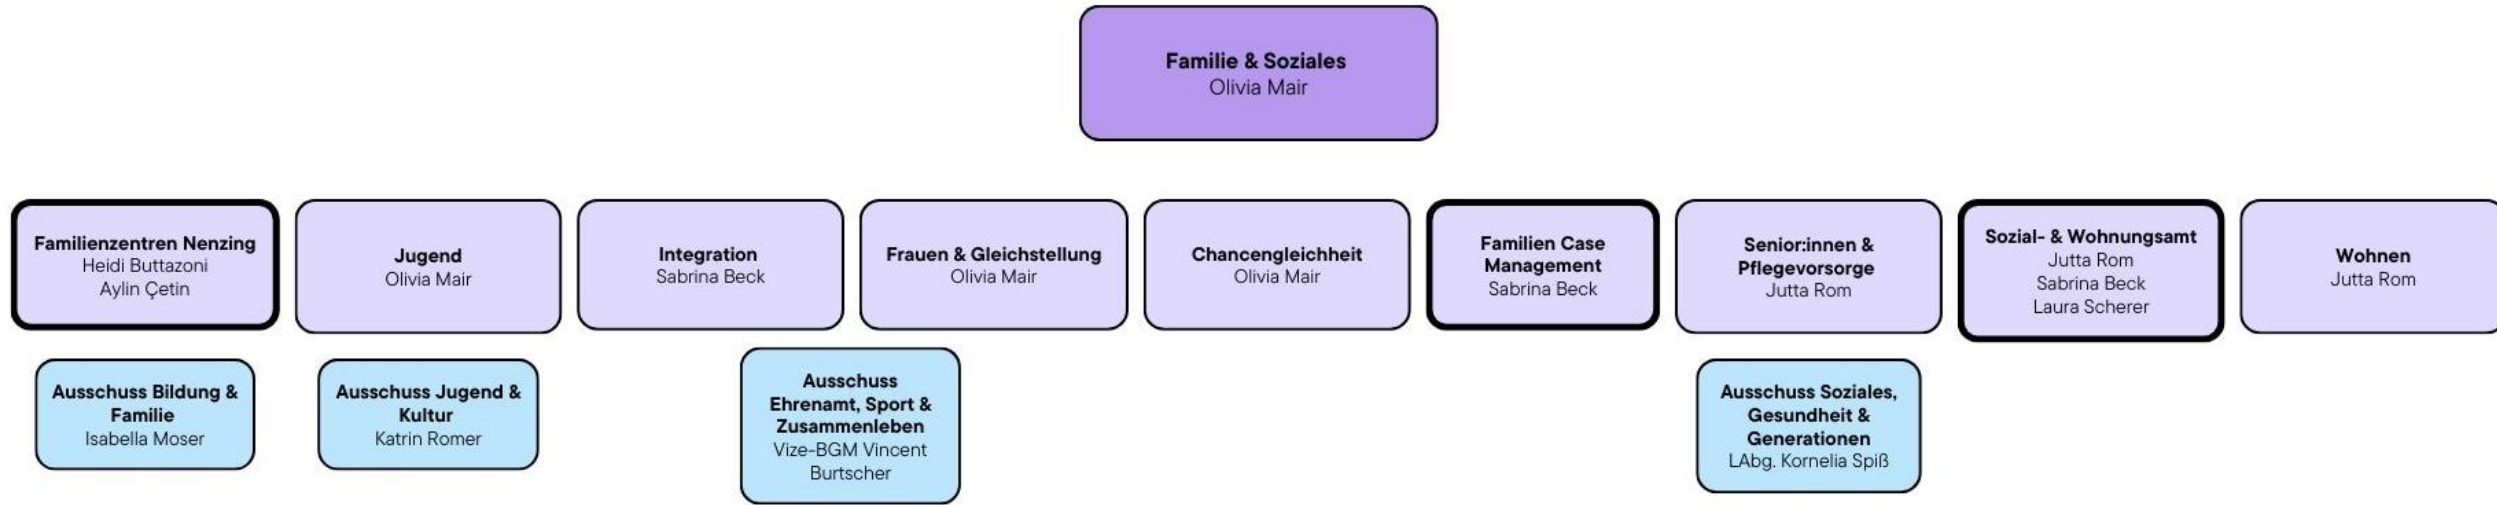 Familie & Soziales
Olivia Mair
Familienzentren Nenzing
Heidi Buttazoni
Aylin Çetin
Jugend
Olivia Mair
Integration
Sabrina Beck
Frauen & Gleichstellung
Olivia Mair
Chancengleichheit
Olivia Mair
Familien Case
Management
Sabrina Beck
Senior:innen &
Pflegevorsorge
Jutta Rom
Sozial- & Wohnungsamt
Jutta Rom
Sabrina Beck
Laura Scherer
Wohnen
Jutta Rom
Ausschuss Bildung &
Familie
Isabella Moser
Ausschuss Jugend &
Kultur
Katrin Romer
Ausschuss
Ehrenamt, Sport &
Zusammenleben
Vize-BGM Vincent
Burtscher
Ausschuss Soziales,
Gesundheit &
Generationen
LAbg. Kornelia Spiß